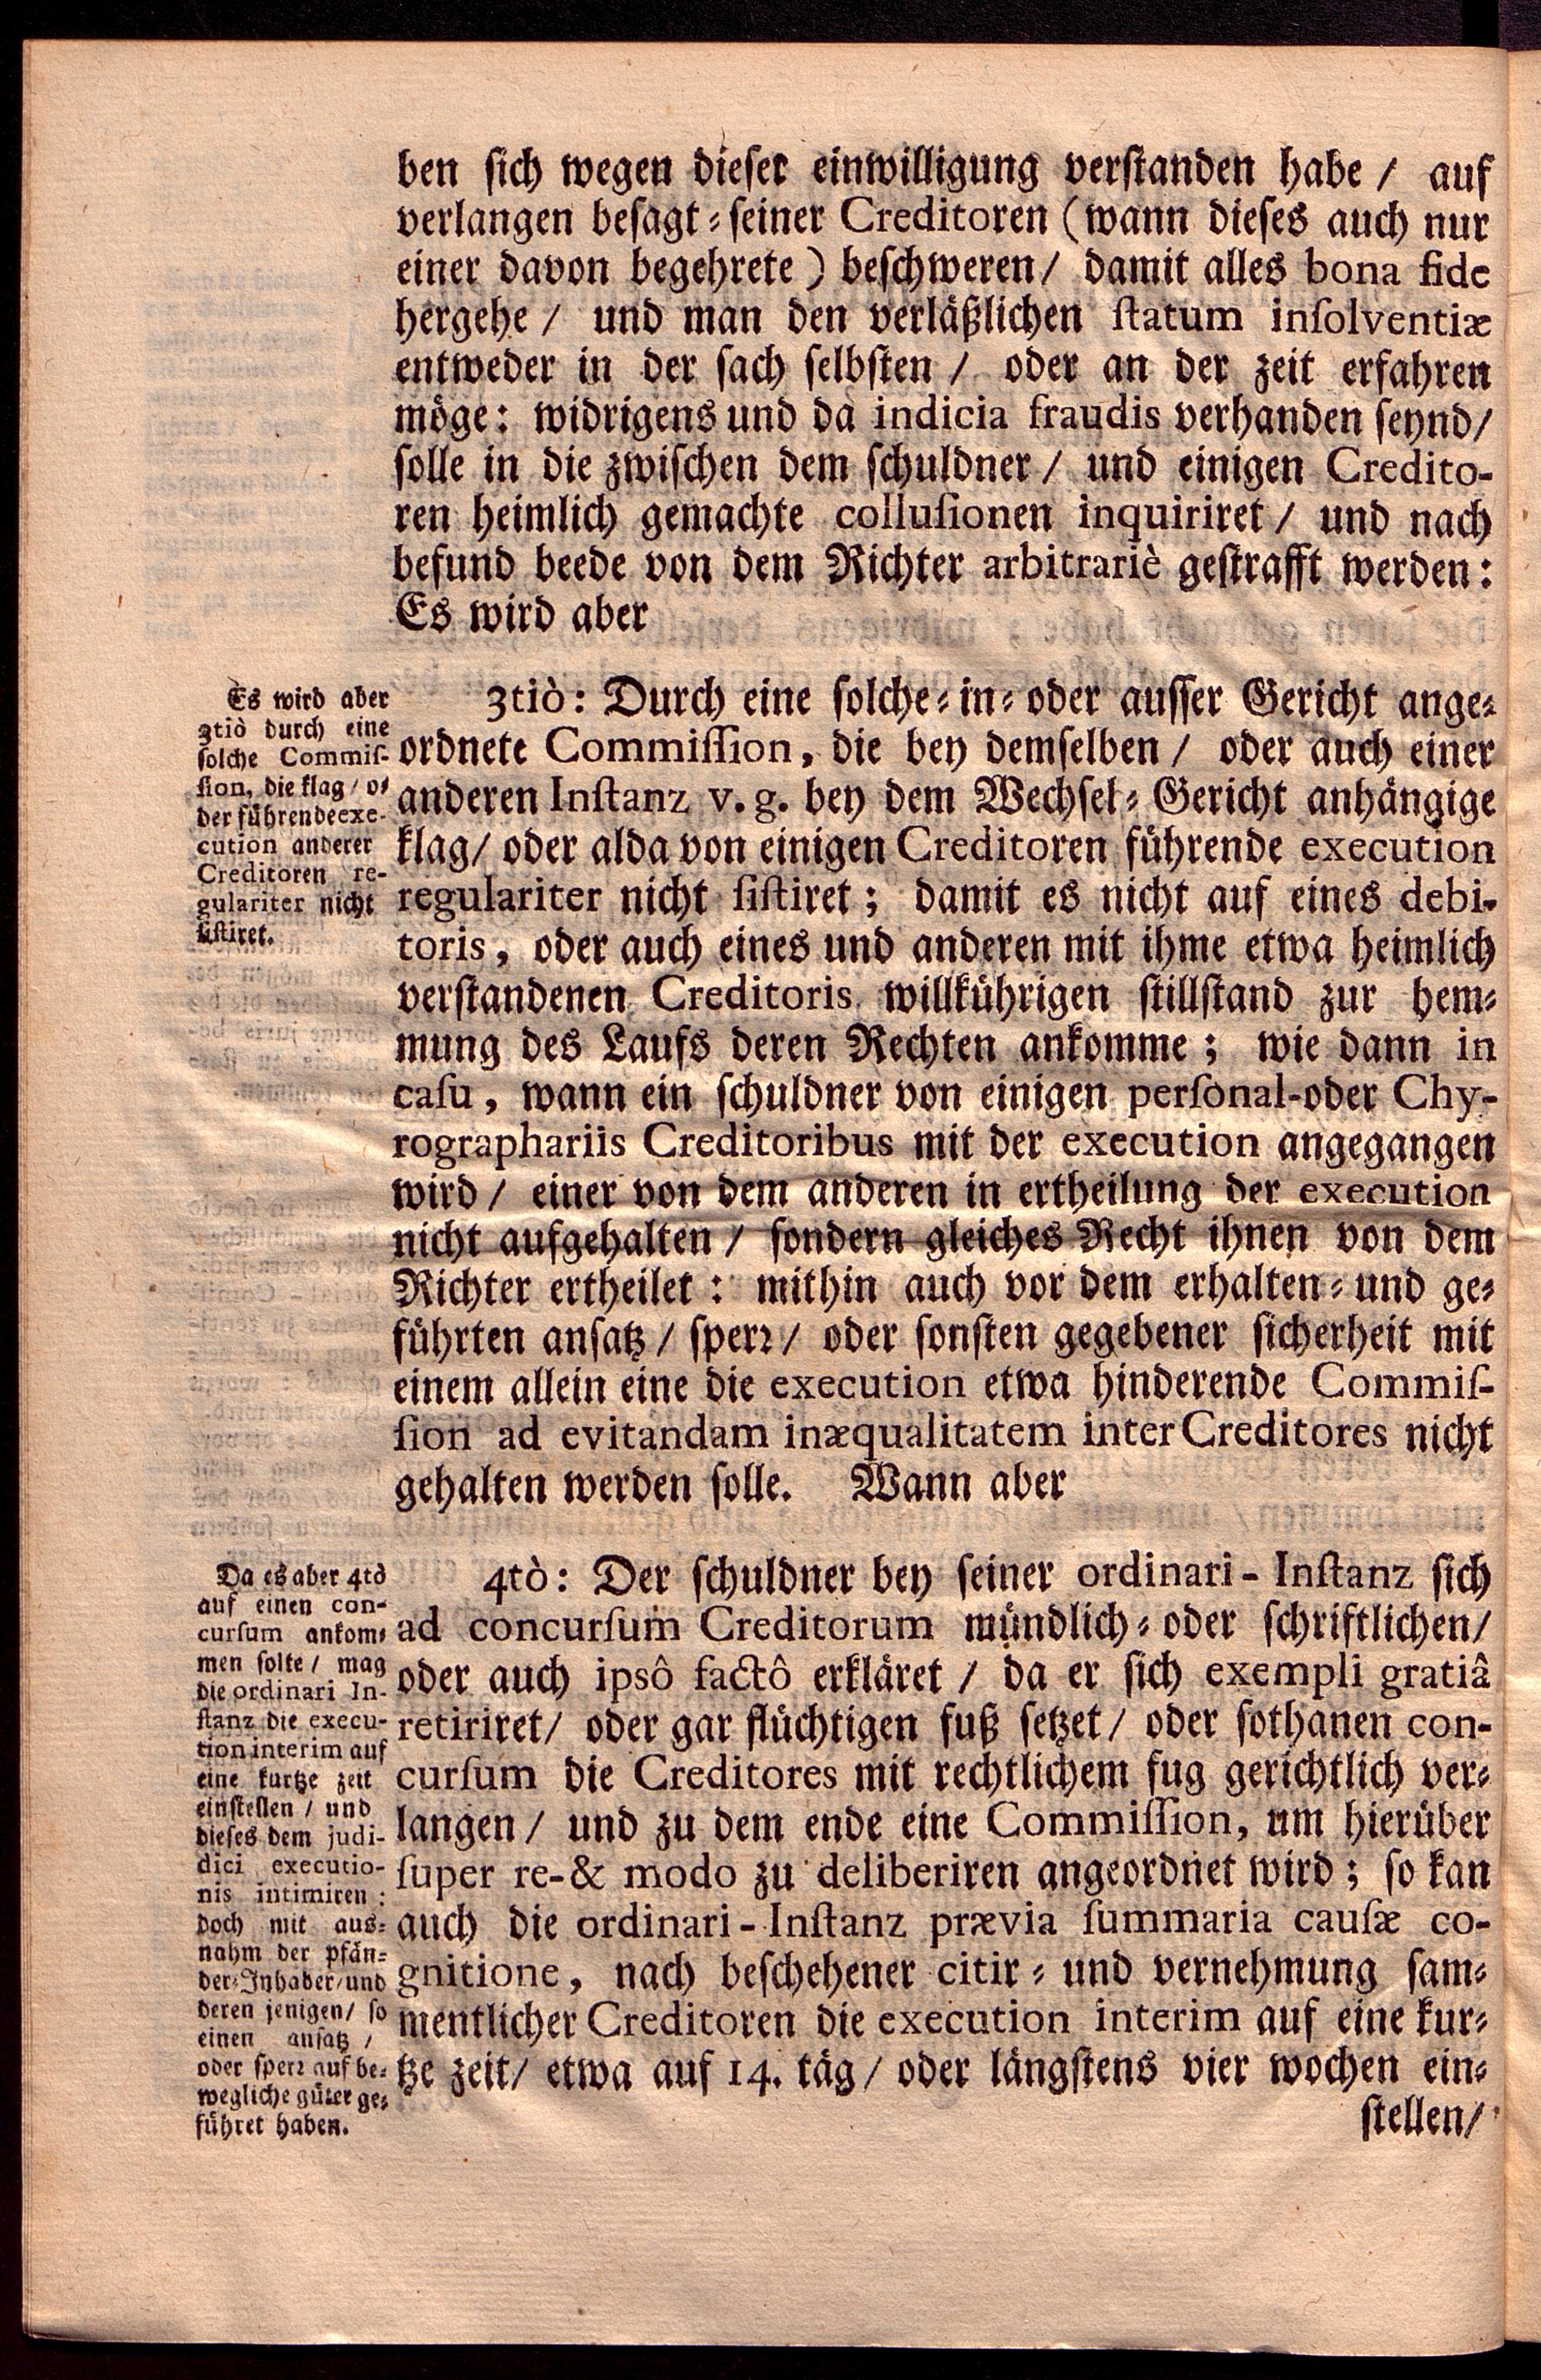 ben sich wegen dieser einwilligung verstanden habe / auf
verlangen besagt-seiner Creditoren (wann dieses auch nur
einer davon begehrete) beschweren / damit alles bona fide
hergehe / und man den verläßlichen statum insolventiæ
entweder in der sach selbsten / oder an der zeit erfahren
möge: widrigens und da indicia fraudis verhanden seynd /
solle in die zwischen dem schuldner / und einigen Credito-
ren heimlich gemachte collusionen inquiriret / und nach
befund beede von dem Richter arbitrariè gestrafft werden:
Es wird aber
Es wird aber
3tiò durch eine
solche Commis-
sion, die klag / o-
der führende exe-
cution anderer
Creditoren re-
gulariter nicht
sistiret.
3tiò: Durch eine solche-in-oder ausser Gericht ange-
ordnete Commission, die bey demselben / oder auch einer
anderen Instanz v. g. bey dem Wechsel-Gericht anhängige
klag / oder alda von einigen Creditoren führende execution
regulariter nicht sistiret; damit es nicht auf eines debi-
toris, oder auch eines und anderen mit ihme etwa heimlich
verstandenen Creditoris willkührigen stillstand zur hem-
mung des Laufs deren Rechten ankomme; wie dann in
casu, wann ein schuldner von einigen personal-oder Chy-
rographariis Creditoribus mit der execution angegangen
wird / einer von dem anderen in ertheilung der execution
nicht aufgehalten / sondern gleiches Recht ihnen von dem
Richter ertheilet: mithin auch vor dem erhalten-und ge-
führten ansatz / sperr / oder sonsten gegebener sicherheit mit
einem allein eine die execution etwa hinderende Commis-
sion ad evitandam inæqualitatem inter Creditores nicht
gehalten werden solle. Wann aber
Da es aber 4tò
auf einen con-
cursum ankom-
men solte / mag
die ordinari In-
stanz die execu-
tion interim auf
eine kurtze zeit
einstellen / und
dieses dem judi-
dici executio-
nis intimiren:
doch mit aus-
nahm der pfän-
der-Inhaber / und
deren jenigen / so
einen ansatz /
oder sperr auf be-
wegliche güter ge-
führet haben.
4tò: Der schuldner bey seiner ordinari-Instanz sich
ad concursum Creditorum mündlich-oder schriftlichen /
oder auch ipsô factô erkläret / da er sich exempli gratiâ
retiriret / oder gar flüchtigen fuß setzet / oder sothanen con-
cursum die Creditores mit rechtlichem fug gerichtlich ver-
langen / und zu dem ende eine Commission, um hierüber
super re-& modo zu deliberiren angeordnet wird; so kan
auch die ordinari-Instanz prævia summaria causæ co-
gnitione, nach beschehener citir-und vernehmung sam-
mentlicher Creditoren die execution interim auf eine kur-
tze zeit / etwa auf 14. täg / oder längstens vier wochen ein-
stellen /